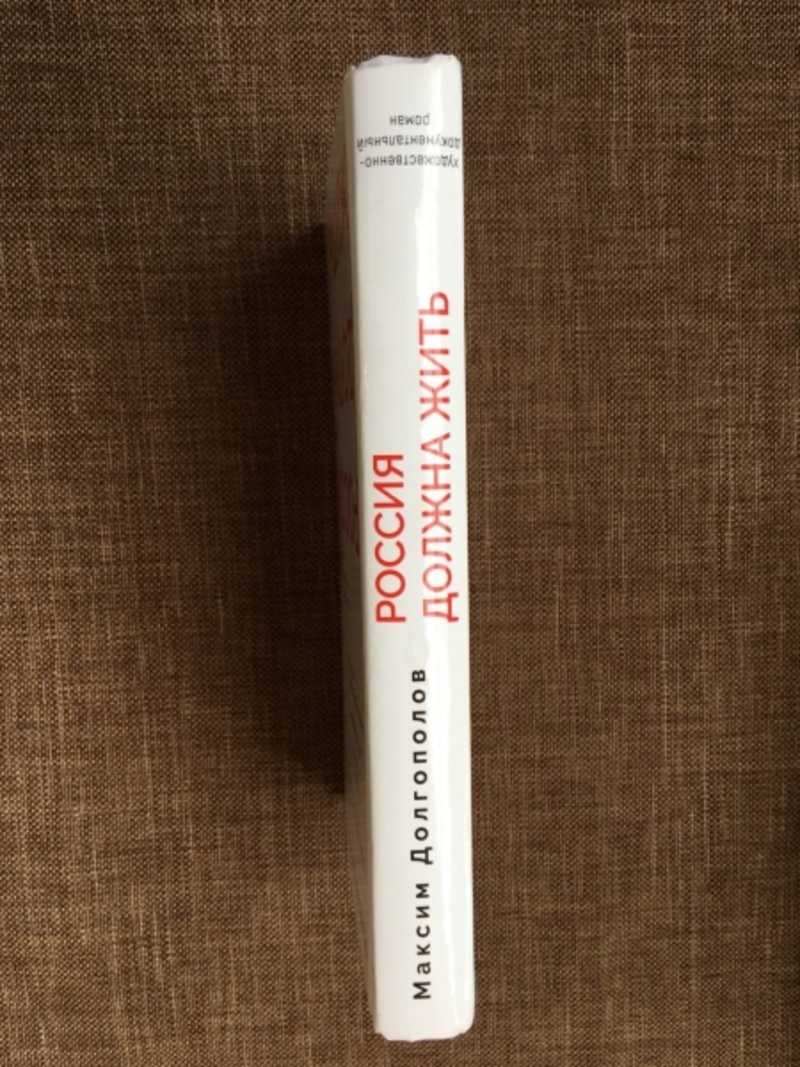 Максим Долгополов
РОССИЯ
ДОЛЖНА ЖИТЬ
художественно-
документальный
роман